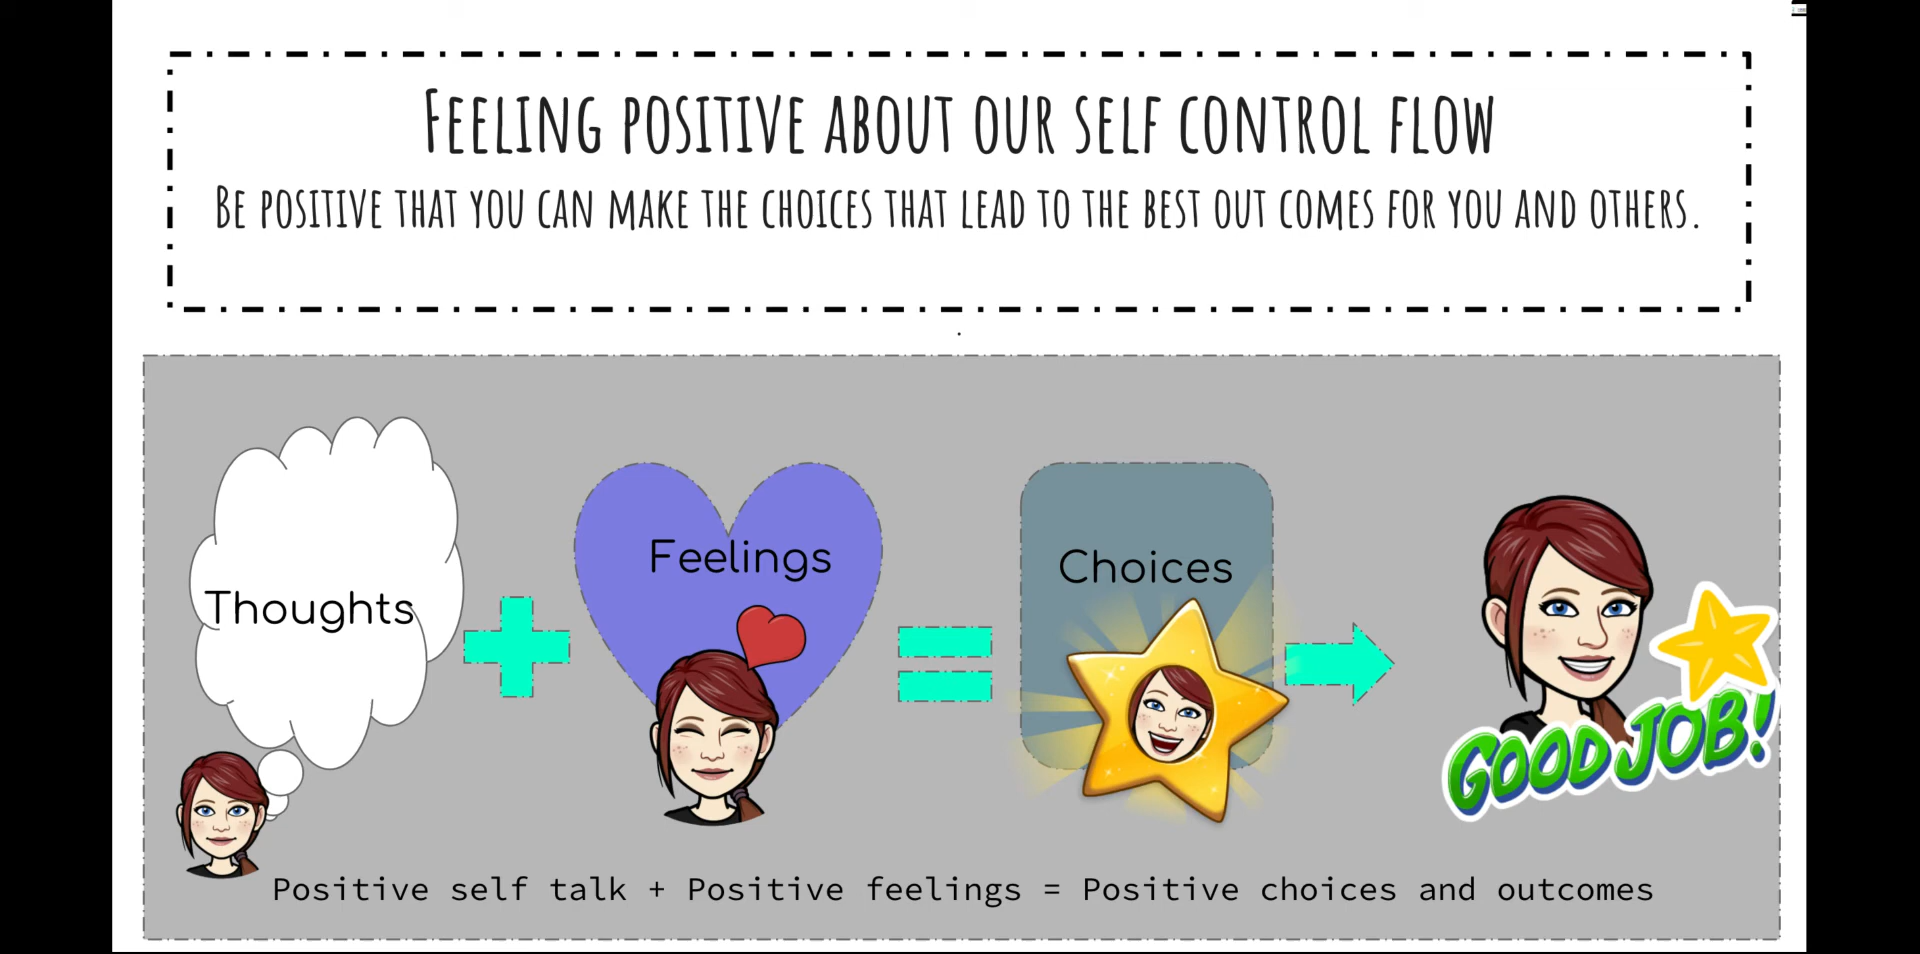 Feeling positive about our self control flow
Be positive that you can make the choices that lead to the best out comes for you and others.
Thoughts
Feelings
Choices
GOOD JOB!
Positive self talk + Positive feelings = Positive choices and outcomes